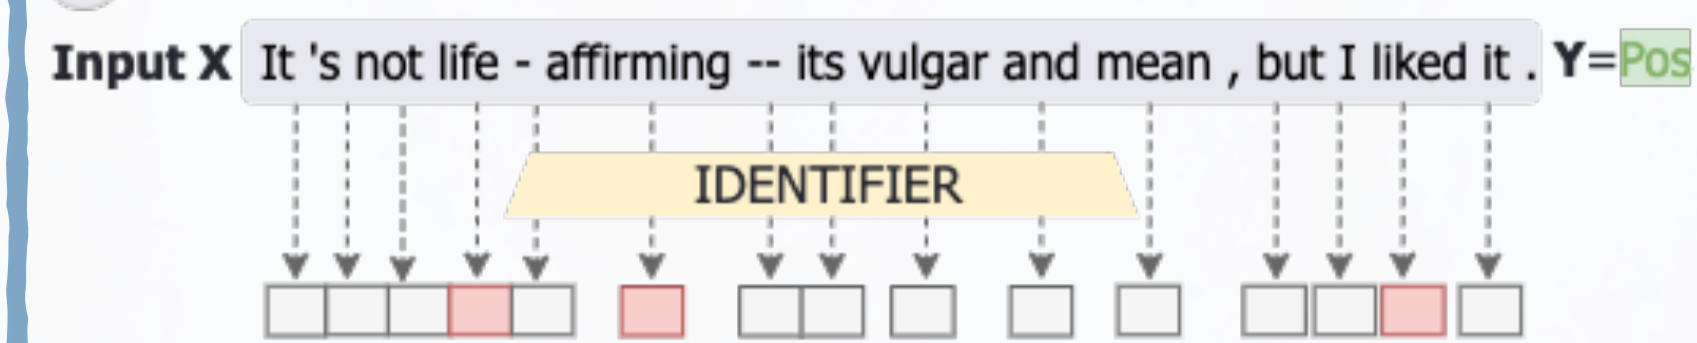 Input X It 's not life - affirming -- its vulgar and mean , but I liked it . Y=Pos
IDENTIFIER